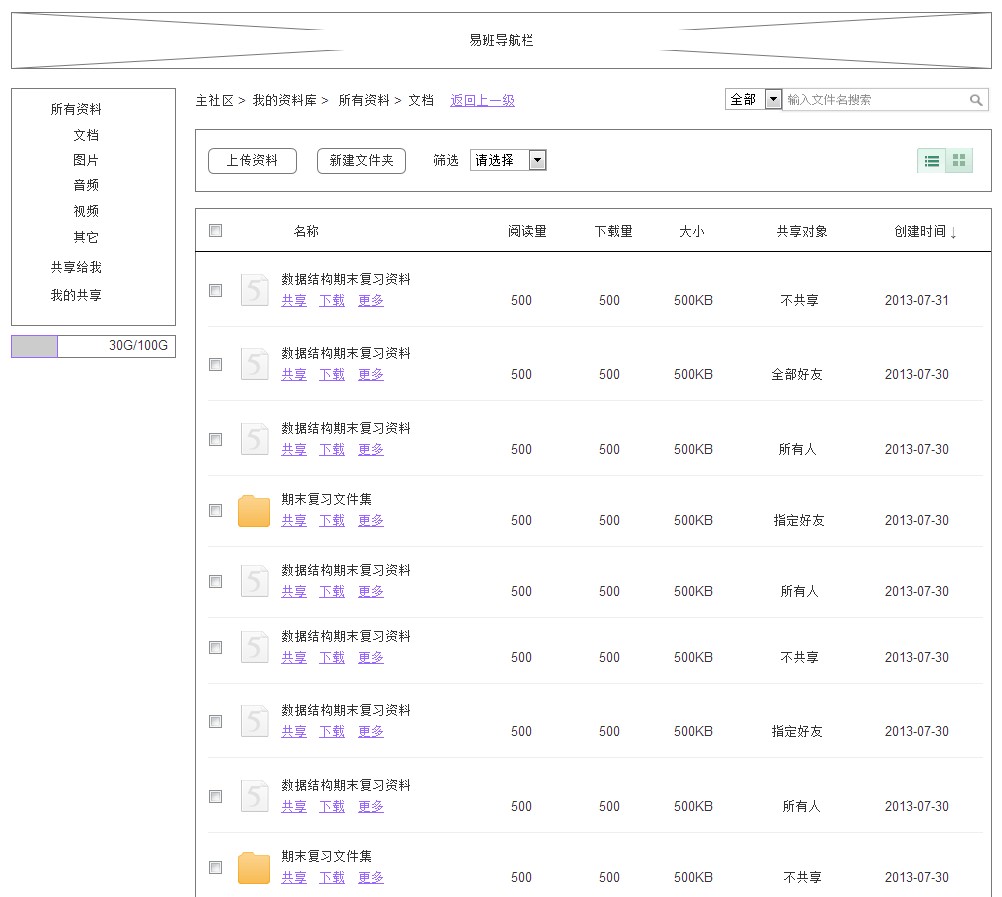 易班导航栏
主社区 > 我的资料库 > 所有资料 > 文档 返回上一级
全部 输入文件名搜索
所有资料
文档
图片
音频
视频
其它
共享给我
我的共享
30G/100G
上传资料 新建文件夹 筛选 请选择
名称 阅读量 下载量 大小 共享对象 创建时间↓
5 数据结构期末复习资料
共享 下载 更多 500 500 500KB 不共享 2013-07-31
5 数据结构期末复习资料
共享 下载 更多 500 500 500KB 全部好友 2013-07-30
5 数据结构期末复习资料
共享 下载 更多 500 500 500KB 所有人 2013-07-30
期末复习文件集
共享 下载 更多 500 500 500KB 指定好友 2013-07-30
5 数据结构期末复习资料
共享 下载 更多 500 500 500KB 所有人 2013-07-30
5 数据结构期末复习资料
共享 下载 更多 500 500 500KB 不共享 2013-07-30
5 数据结构期末复习资料
共享 下载 更多 500 500 500KB 指定好友 2013-07-30
5 数据结构期末复习资料
共享 下载 更多 500 500 500KB 所有人 2013-07-30
期末复习文件集
共享 下载 更多 500 500 500KB 不共享 2013-07-30